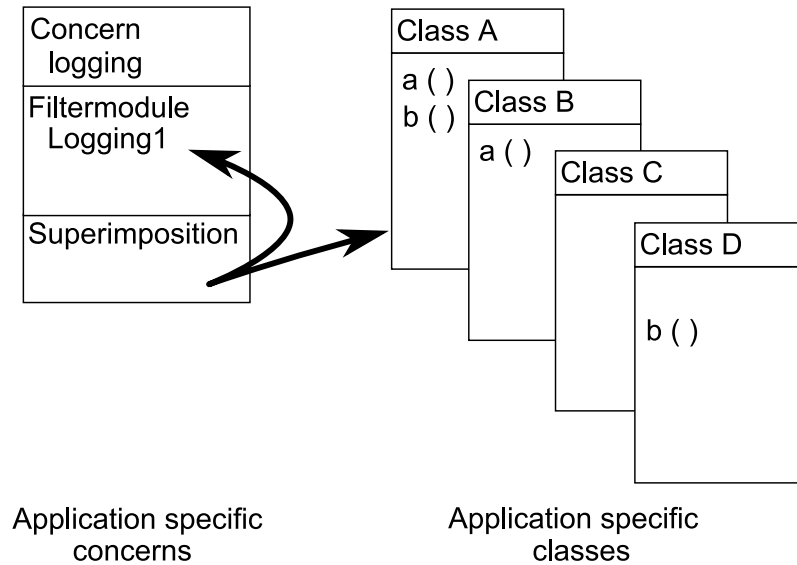 Concern
logging
Filtermodule
Logging1
Superimposition
Class A
a ( )
b ( )
Class B
a ( )
Class C
Class D
b ( )
Application specific
concerns
Application specific
classes